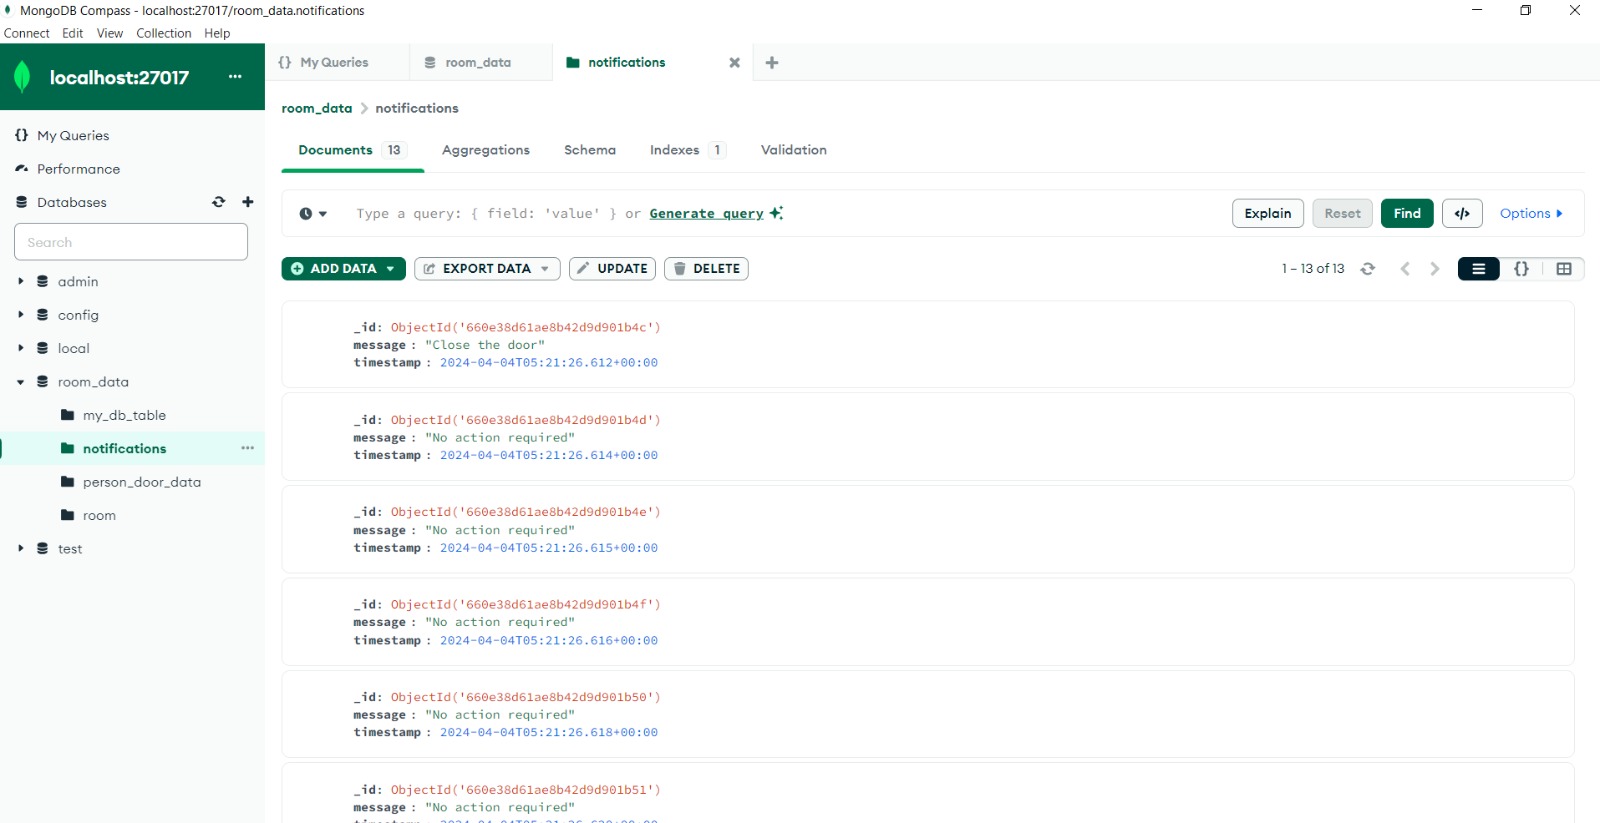 MongoDB Compass - localhost:27017/room_data.notifications
Connect Edit View Collection Help
localhost:27017 ...
{} My Queries
Performance
Databases
Search
admin
config
local
room_data
my_db_table
notifications ...
person_door_data
room
test
{} My Queries room_data notifications
room_data > notifications
Documents 13 Aggregations Schema Indexes 1 Validation
Type a query: { field: 'value' } or Generate query
Explain Reset Find </> Options
ADD DATA EXPORT DATA UPDATE DELETE 1 – 13 of 13 {}
_id: ObjectId('660e38d61ae8b42d9d901b4c')
message : "Close the door"
timestamp : 2024-04-04T05:21:26.612+00:00
_id: ObjectId('660e38d61ae8b42d9d901b4d')
message : "No action required"
timestamp : 2024-04-04T05:21:26.614+00:00
_id: ObjectId('660e38d61ae8b42d9d901b4e')
message : "No action required"
timestamp : 2024-04-04T05:21:26.615+00:00
_id: ObjectId('660e38d61ae8b42d9d901b4f')
message : "No action required"
timestamp : 2024-04-04T05:21:26.616+00:00
_id: ObjectId('660e38d61ae8b42d9d901b50')
message : "No action required"
timestamp : 2024-04-04T05:21:26.618+00:00
_id: ObjectId('660e38d61ae8b42d9d901b51')
message : "No action required"